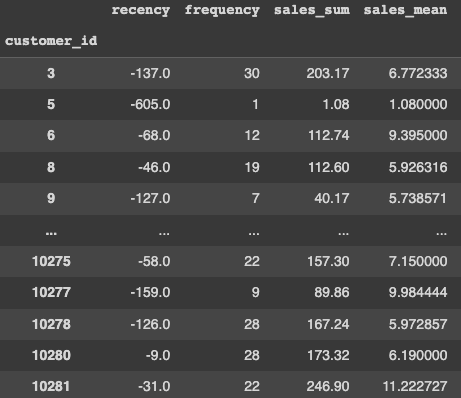 recency frequency sales_sum sales_mean
customer_id
3 -137.0 30 203.17 6.772333
5 -605.0 1 1.08 1.080000
6 -68.0 12 112.74 9.395000
8 -46.0 19 112.60 5.926316
9 -127.0 7 40.17 5.738571
... ... ... ... ...
10275 -58.0 22 157.30 7.150000
10277 -159.0 9 89.86 9.984444
10278 -126.0 28 167.24 5.972857
10280 -9.0 28 173.32 6.190000
10281 -31.0 22 246.90 11.222727